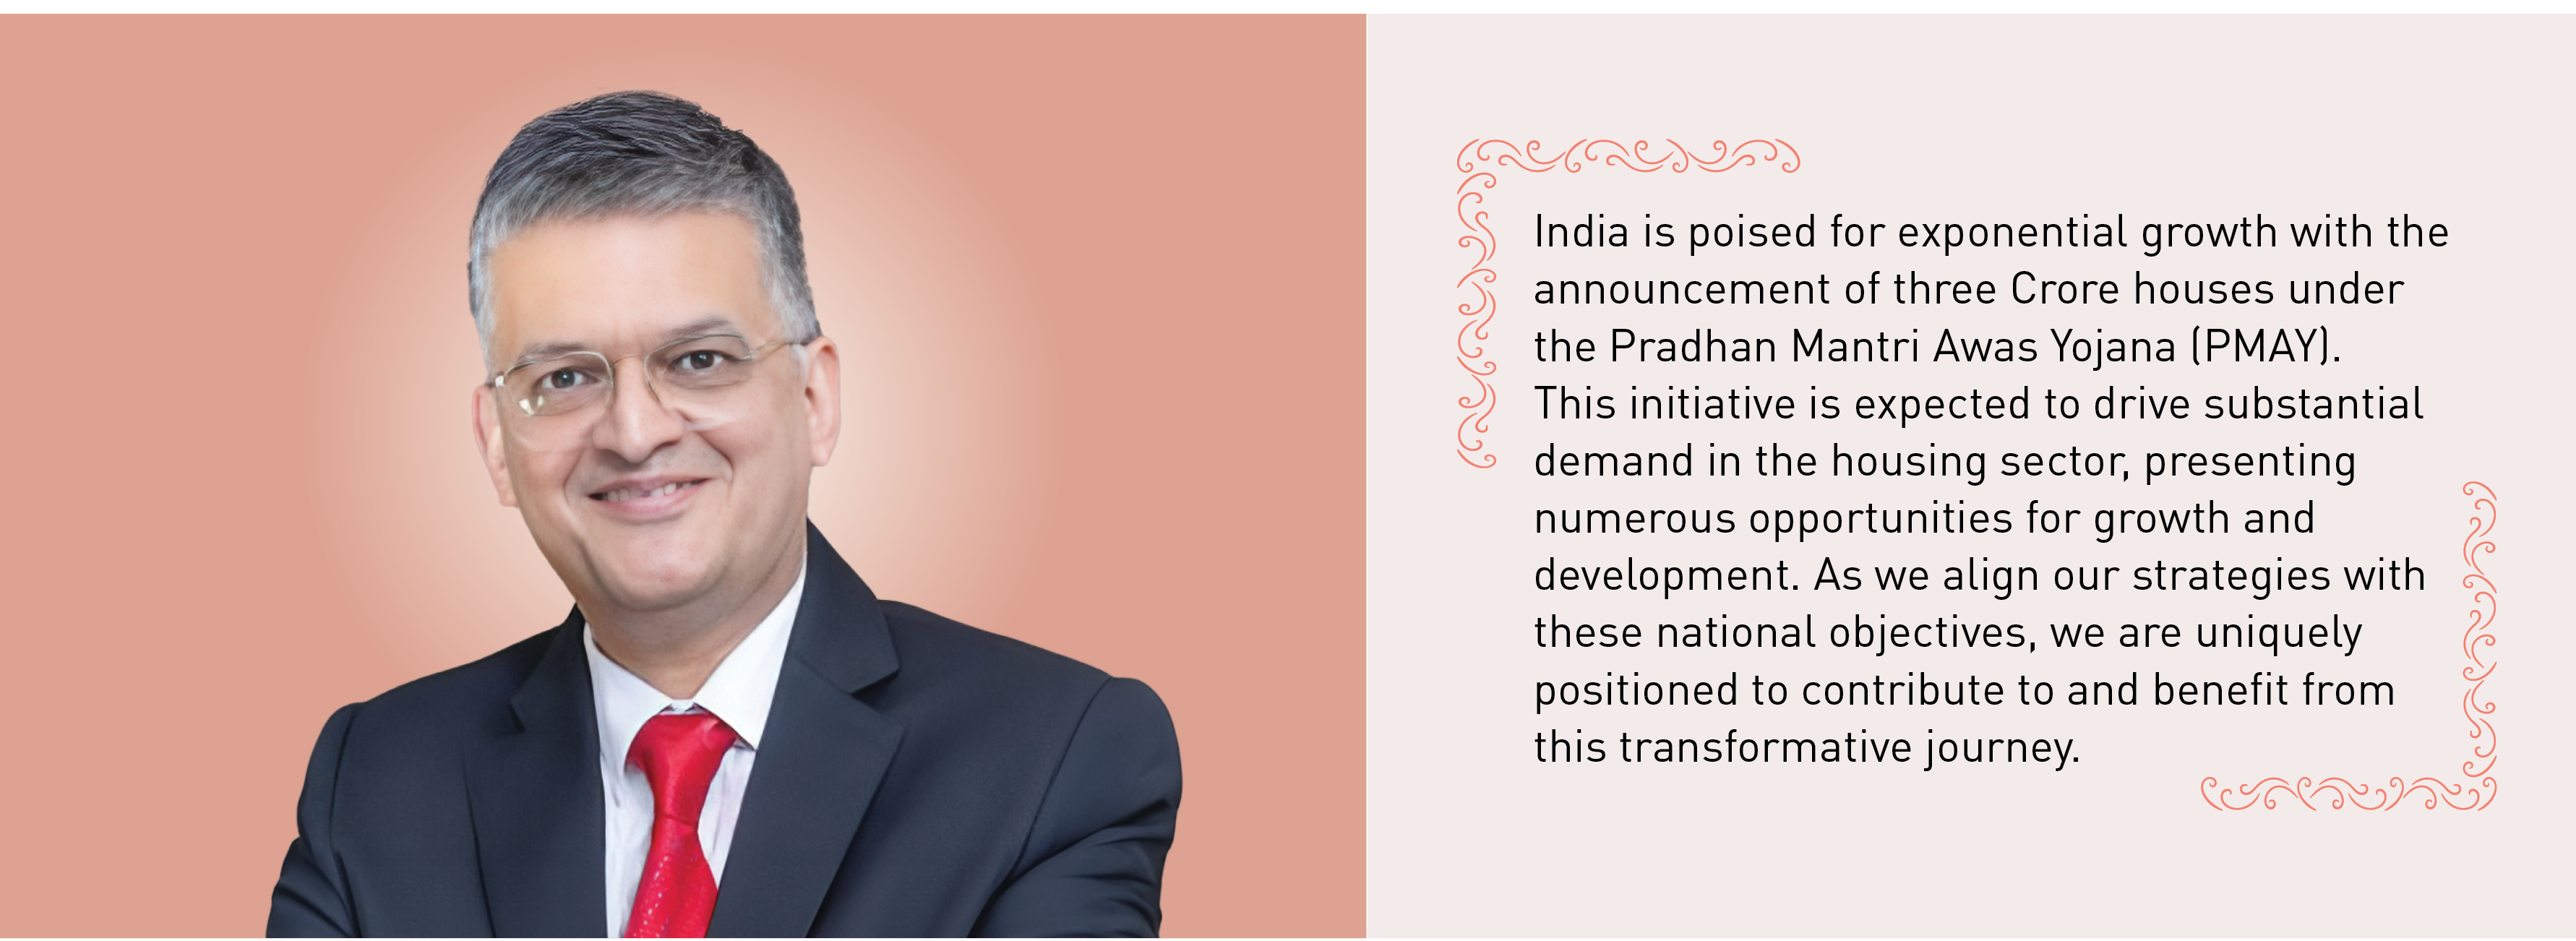 India is poised for exponential growth with the
announcement of three Crore houses under
the Pradhan Mantri Awas Yojana (PMAY).
This initiative is expected to drive substantial
demand in the housing sector, presenting
numerous opportunities for growth and
development. As we align our strategies with
these national objectives, we are uniquely
positioned to contribute to and benefit from
this transformative journey.